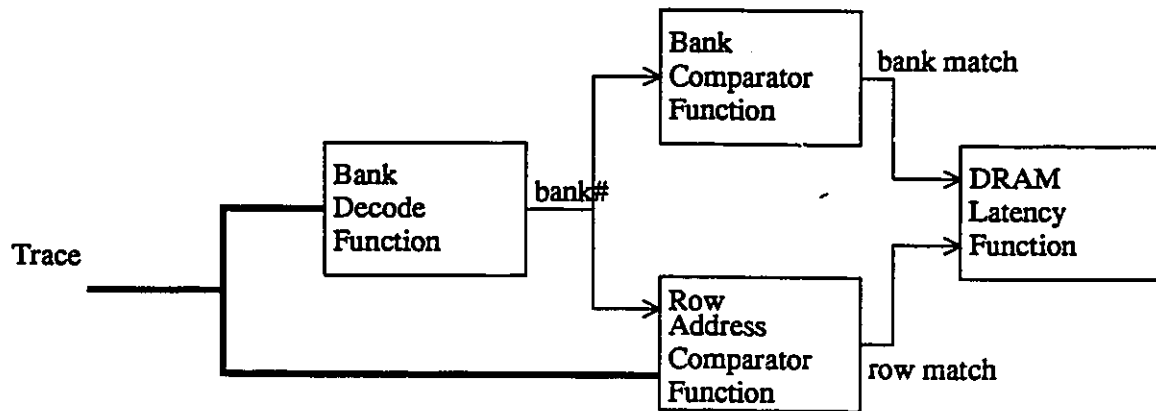 Bank
Comparator
Function
bank match
Bank
Decode
Function
bank#
DRAM
Latency
Function
Trace
Row
Address
Comparator
Function
row match